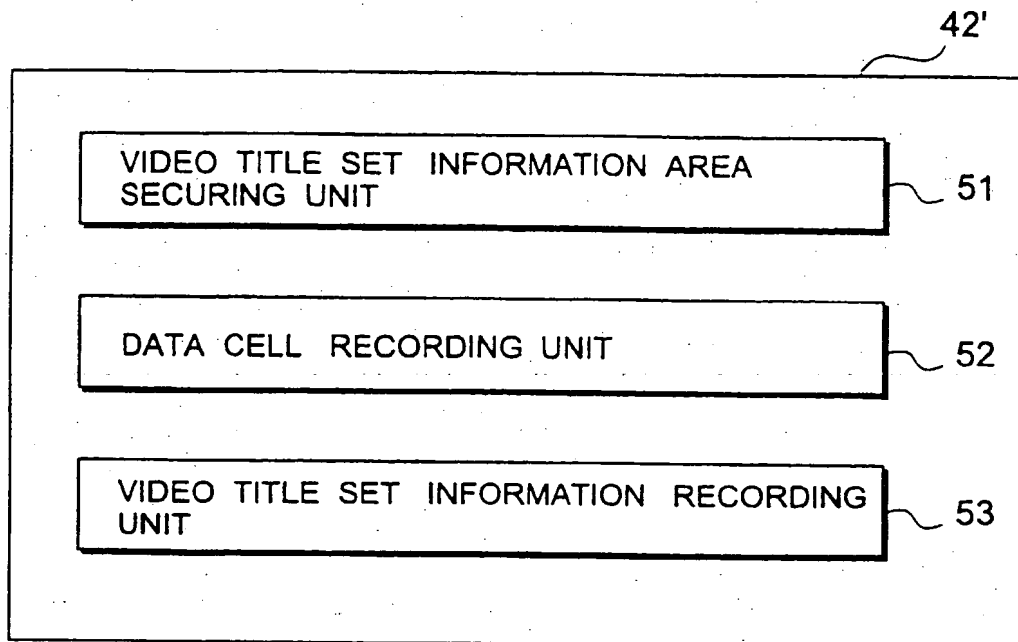 42'
VIDEO TITLE SET INFORMATION AREA
SECURING UNIT
51
DATA CELL RECORDING UNIT
52
VIDEO TITLE SET INFORMATION RECORDING
UNIT
53